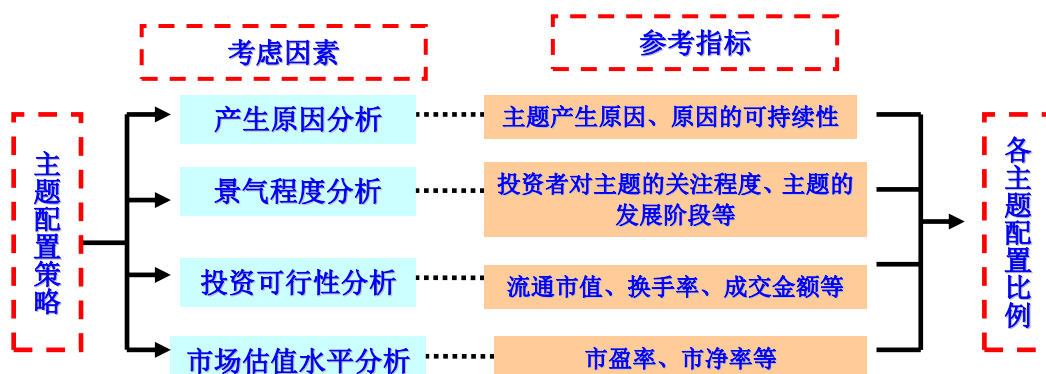 考虑因素
参考指标
主题配置策略
产生原因分析
主题产生原因、原因的可持续性
景气程度分析
投资者对主题的关注程度、主题的
发展阶段等
投资可行性分析
流通市值、换手率、成交金额等
市场估值水平分析
市盈率、市净率等
各主题配置比例